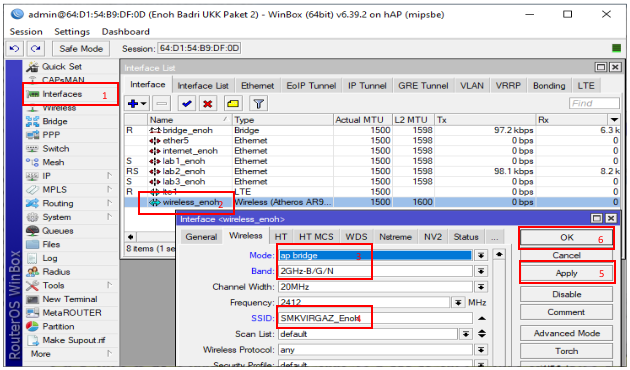 admin@64:D1:54:B9:DF:0D (Enoh Badri UKK Paket 2) - WinBox (64bit) v6.39.2 on hAP (mipsbe)
Session Settings Dashboard
Safe Mode Session: 64:D1:54:B9:DF:0D
Quick Set
CAPsMAN
Interfaces 1
Wireless
Bridge
PPP
Switch
Mesh
IP
MPLS
Routing
System
Queues
Files
Log
Radius
Tools
New Terminal
MetaROUTER
Partition
Make Supout.rif
More
RouterOS WinBox
Interface List
Interface Interface List Ethernet EoIP Tunnel IP Tunnel GRE Tunnel VLAN VRRP Bonding LTE
Find
Name Type Actual MTU L2 MTU Tx Rx
R bridge_enoh Bridge 1500 1598 97.2 kbps 6.3 k
ether5 Ethernet 1500 1598 0 bps 0
internet_enoh Ethernet 1500 1598 0 bps 0
S lab1_enoh Ethernet 1500 1598 0 bps 0
RS lab2_enoh Ethernet 1500 1598 98.1 kbps 8.2 k
S lab3_enoh Ethernet 1500 1598 0 bps 0
R lte1 LTE 1500 0 bps 0
wireless_enoh 2 Wireless (Atheros AR9... 1500 1600 0 bps 0
8 items (1 se
Interface <wireless_enoh>
General Wireless HT HT MCS WDS Nstreme NV2 Status ...
Mode: ap bridge 3
Band: 2GHz-B/G/N
Channel Width: 20MHz
Frequency: 2412 MHz
SSID: SMKVIRGAZ_Enoh 4
Scan List: default
Wireless Protocol: any
Security Profile: default
OK 6
Cancel
Apply 5
Disable
Comment
Advanced Mode
Torch